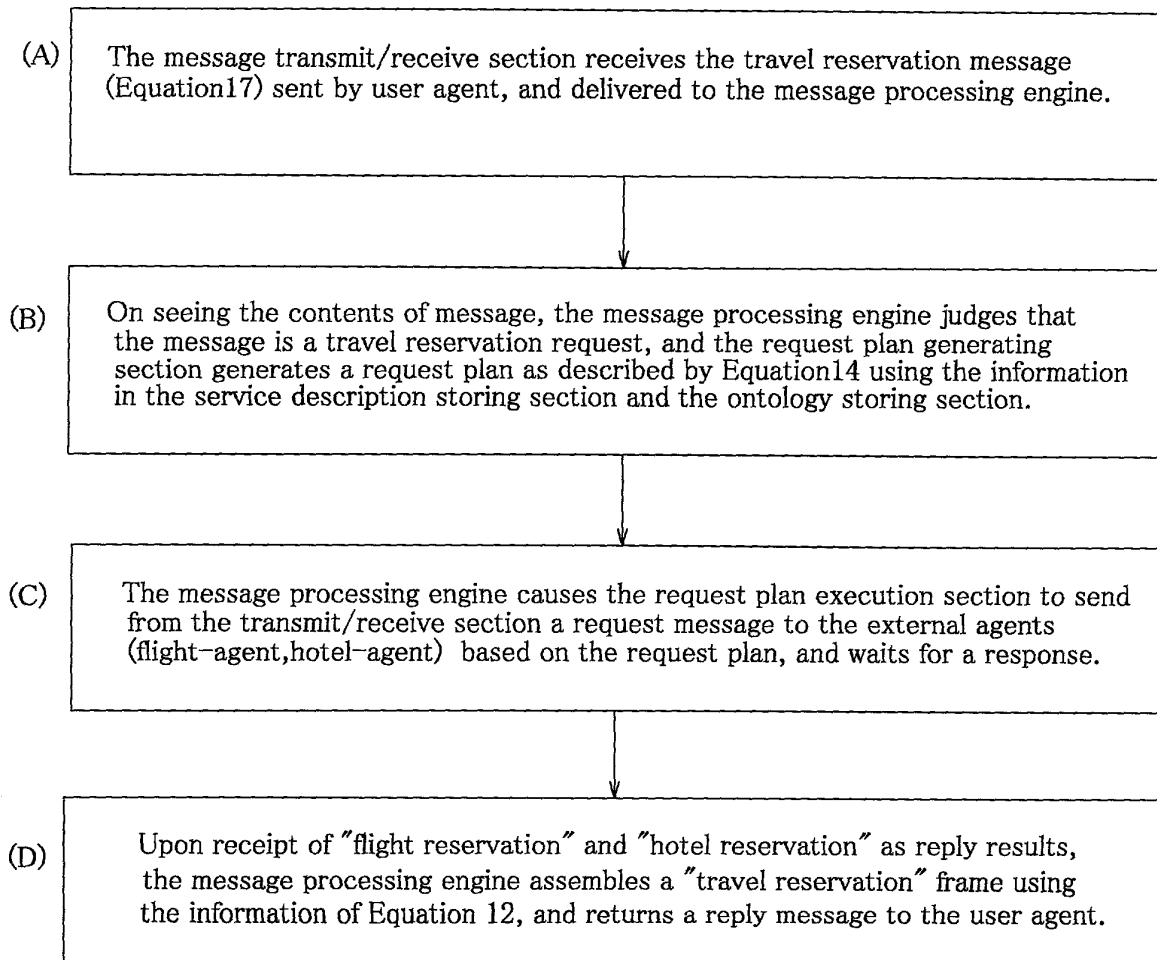 (A)
The message transmit/receive section receives the travel reservation message
(Equation17) sent by user agent, and delivered to the message processing engine.
(B)
On seeing the contents of message, the message processing engine judges that
the message is a travel reservation request, and the request plan generating
section generates a request plan as described by Equation14 using the information
in the service description storing section and the ontology storing section.
(C)
The message processing engine causes the request plan execution section to send
from the transmit/receive section a request message to the external agents
(flight-agent,hotel-agent) based on the request plan, and waits for a response.
(D)
Upon receipt of "flight reservation" and "hotel reservation" as reply results,
the message processing engine assembles a "travel reservation" frame using
the information of Equation 12, and returns a reply message to the user agent.